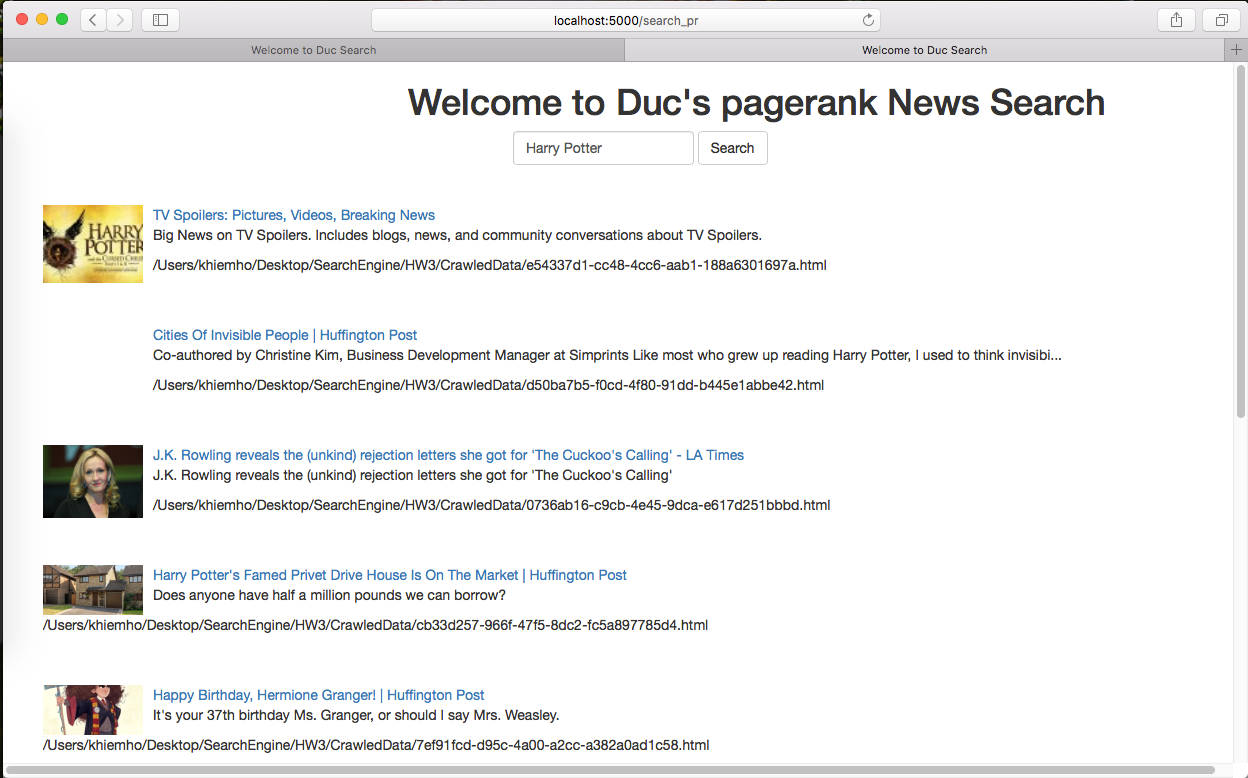 localhost:5000/search_pr
Welcome to Duc Search
Welcome to Duc Search
Welcome to Duc's pagerank News Search
Harry Potter
Search
HARRY
POTTER
TV Spoilers: Pictures, Videos, Breaking News
Big News on TV Spoilers. Includes blogs, news, and community conversations about TV Spoilers.
/Users/khiemho/Desktop/SearchEngine/HW3/CrawledData/e54337d1-cc48-4cc6-aab1-188a6301697a.html
Cities Of Invisible People | Huffington Post
Co-authored by Christine Kim, Business Development Manager at Simprints Like most who grew up reading Harry Potter, I used to think invisibi...
/Users/khiemho/Desktop/SearchEngine/HW3/CrawledData/d50ba7b5-f0cd-4f80-91dd-b445e1abbe42.html
J.K. Rowling reveals the (unkind) rejection letters she got for 'The Cuckoo's Calling' - LA Times
J.K. Rowling reveals the (unkind) rejection letters she got for 'The Cuckoo's Calling'
/Users/khiemho/Desktop/SearchEngine/HW3/CrawledData/0736ab16-c9cb-4e45-9dca-e617d251bbbd.html
Harry Potter's Famed Privet Drive House Is On The Market | Huffington Post
Does anyone have half a million pounds we can borrow?
/Users/khiemho/Desktop/SearchEngine/HW3/CrawledData/cb33d257-966f-47f5-8dc2-fc5a897785d4.html
Happy Birthday, Hermione Granger! | Huffington Post
It's your 37th birthday Ms. Granger, or should I say Mrs. Weasley.
/Users/khiemho/Desktop/SearchEngine/HW3/CrawledData/7ef91fcd-d95c-4a00-a2cc-a382a0ad1c58.html